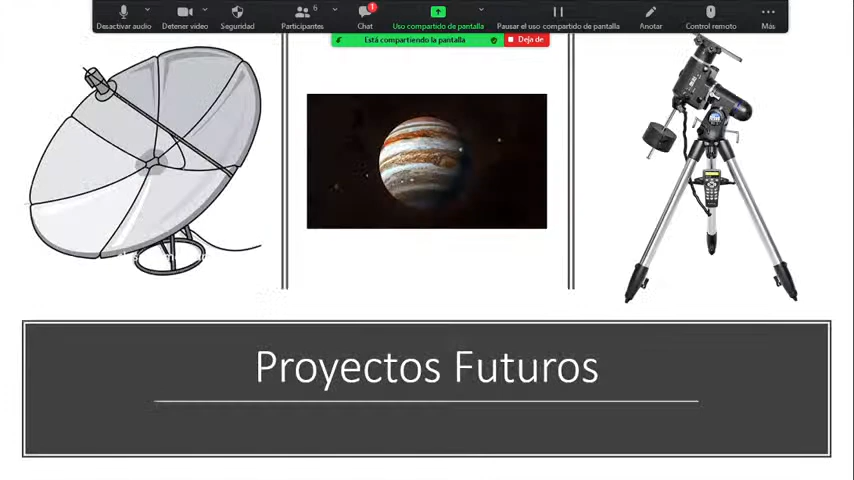 Desactivar audio
Detener video
Seguridad
Participantes
6
Chat
1
Uso compartido de pantalla
Pausar el uso compartido de pantalla
Anotar
Control remoto
Más
Está compartiendo la pantalla
Deja de
Proyectos Futuros